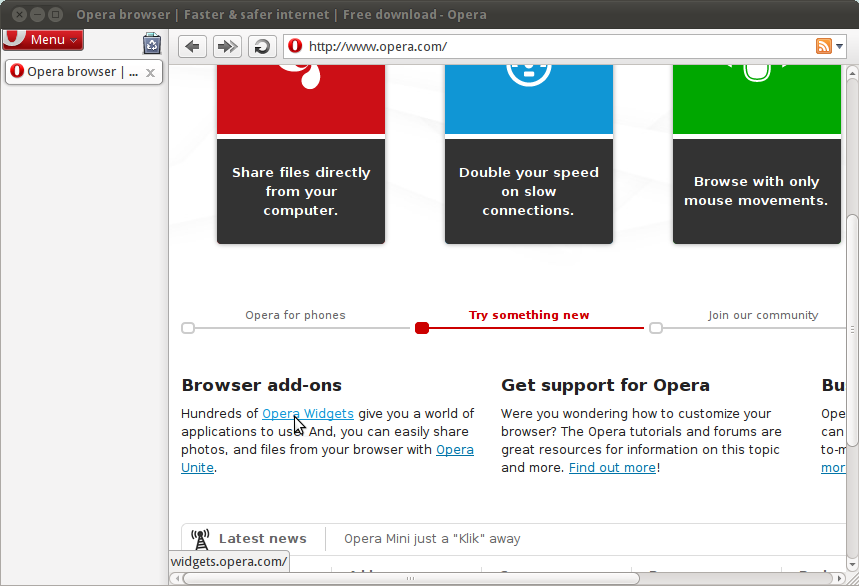 Opera browser | Faster & safer internet | Free download - Opera
Menu
http://www.opera.com/
Opera browser | ...
Share files directly
from your
computer.
Double your speed
on slow
connections.
Browse with only
mouse movements.
Opera for phones
Try something new
Join our community
Browser add-ons
Hundreds of Opera Widgets give you a world of
applications to use. And, you can easily share
photos, and files from your browser with Opera
Unite.
Get support for Opera
Were you wondering how to customize your
browser? The Opera tutorials and forums are
great resources for information on this topic
and more. Find out more!
Bu
Ope
can
to-m
mor
Latest news
Opera Mini just a "Klik" away
widgets.opera.com/